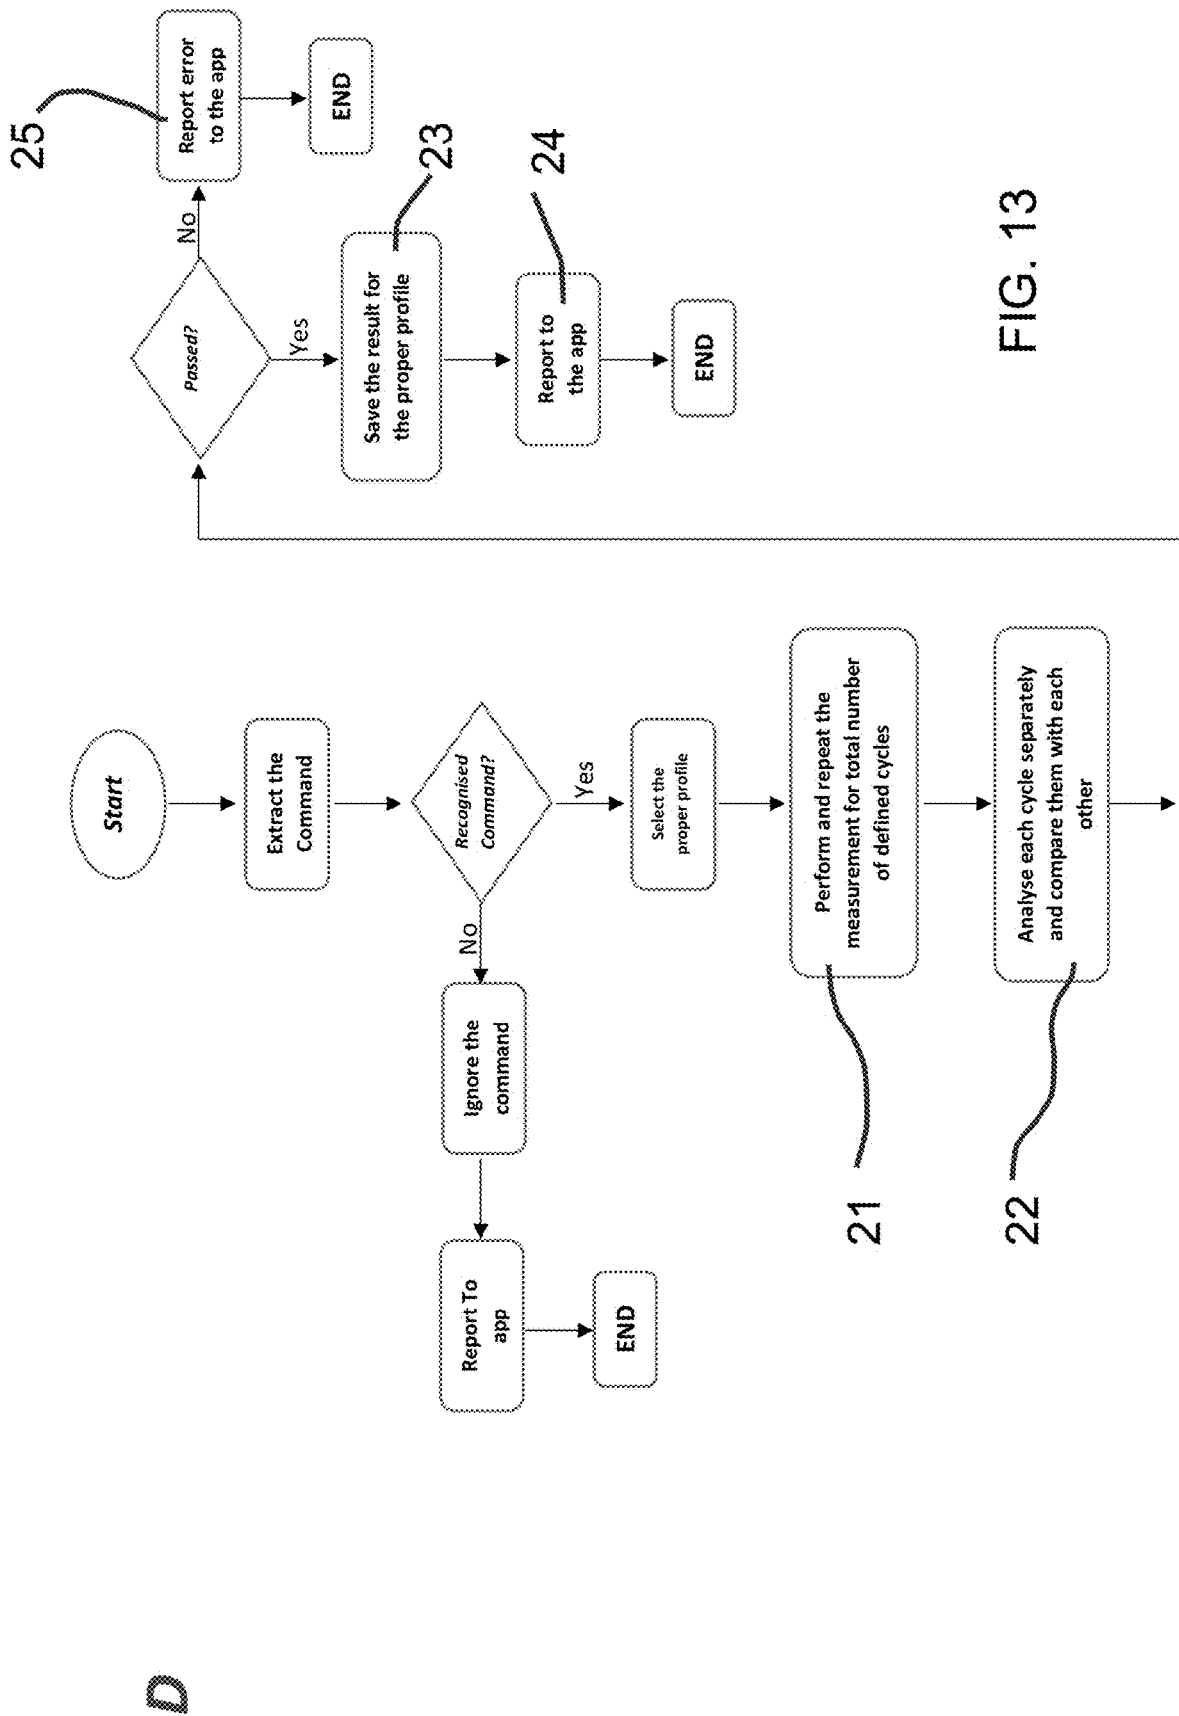 D
Start
Extract the
Command
Recognised
Command?
No
Ignore the
command
Report To
app
END
Yes
Select the
proper profile
Perform and repeat the
measurement for total number
of defined cycles
21
Analyse each cycle separately
and compare them with each
other
22
Passed?
No
Report error
to the app
25
END
Yes
Save the result for
the proper profile
23
Report to
the app
24
END
FIG. 13